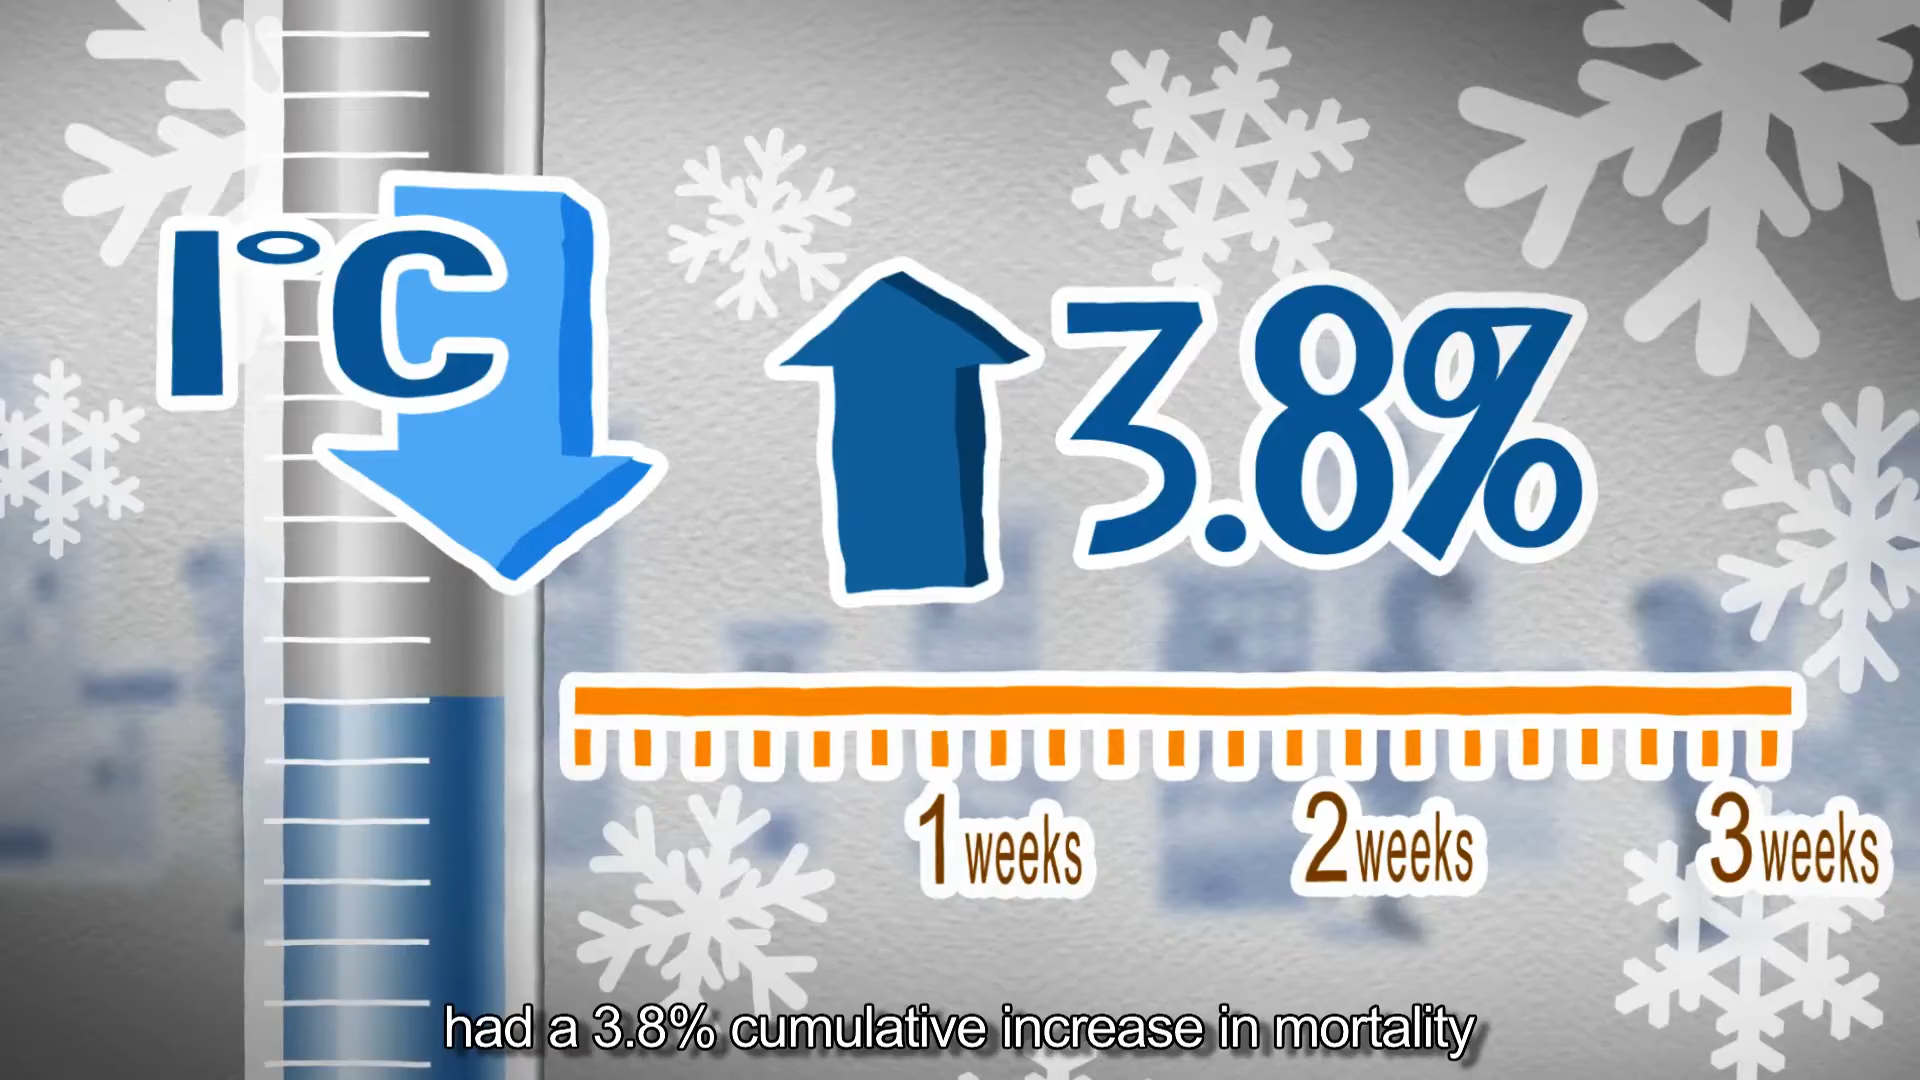 1°C
3.8%
1 weeks
2 weeks
3 weeks
had a 3.8% cumulative increase in mortality